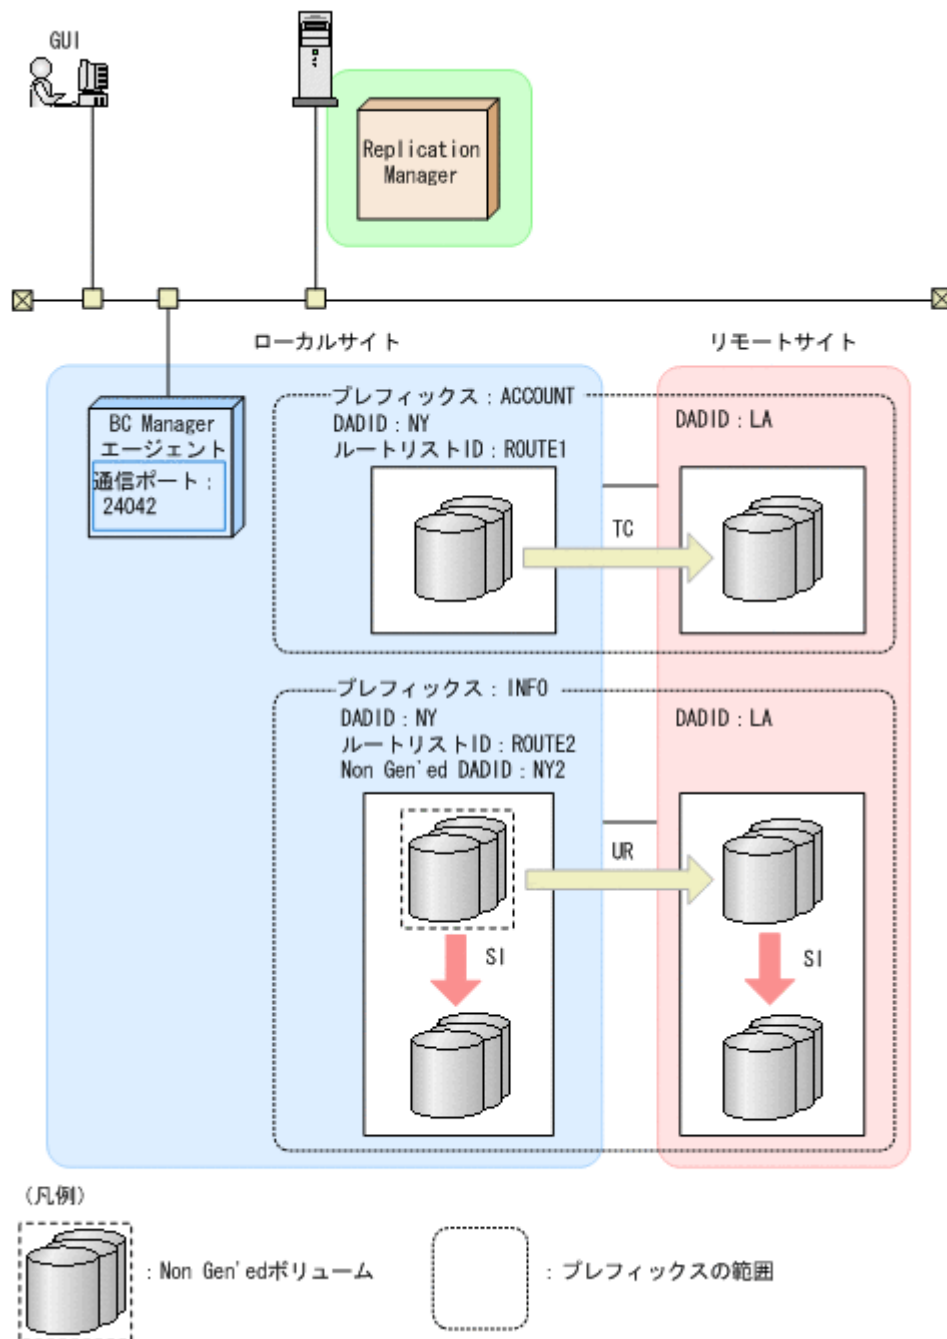 GUI
Replication
Manager
ローカルサイト
リモートサイト
BC Manager
エージェント
通信ポート：
24042
プレフィックス：ACCOUNT
DADID：NY
ルートリストID：ROUTE1
DADID：LA
TC
プレフィックス：INFO
DADID：NY
ルートリストID：ROUTE2
Non Gen'ed DADID：NY2
DADID：LA
UR
SI
SI
（凡例）
：Non Gen'edボリューム
：プレフィックスの範囲